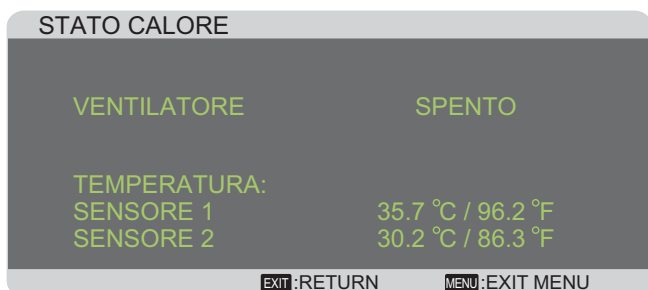 STATO CALORE
VENTILATORE SPENTO
TEMPERATURA:
SENSORE 1 35.7 °C / 96.2 °F
SENSORE 2 30.2 °C / 86.3 °F
EXIT:RETURN MENU:EXIT MENU